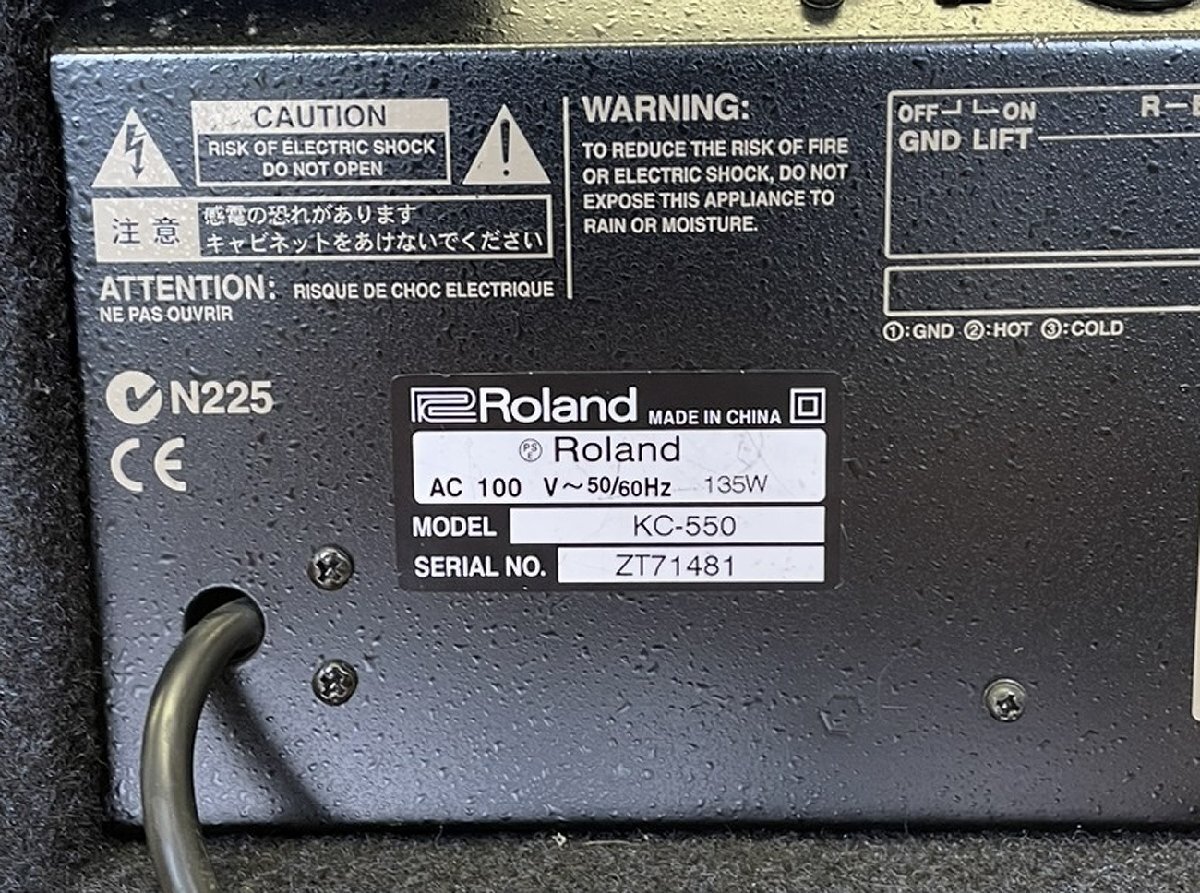 CAUTION
RISK OF ELECTRIC SHOCK
DO NOT OPEN
注意
感電の恐れがあります
キャビネットをあけないでください
ATTENTION: RISQUE DE CHOC ELECTRIQUE
NE PAS OUVRIR
WARNING:
TO REDUCE THE RISK OF FIRE
OR ELECTRIC SHOCK, DO NOT
EXPOSE THIS APPLIANCE TO
RAIN OR MOISTURE.
OFF ON
GND LIFT
R
①:GND ②:HOT ③:COLD
N225
CE
Roland MADE IN CHINA
PSE Roland
AC 100 V~50/60Hz 135W
MODEL KC-550
SERIAL NO. ZT71481